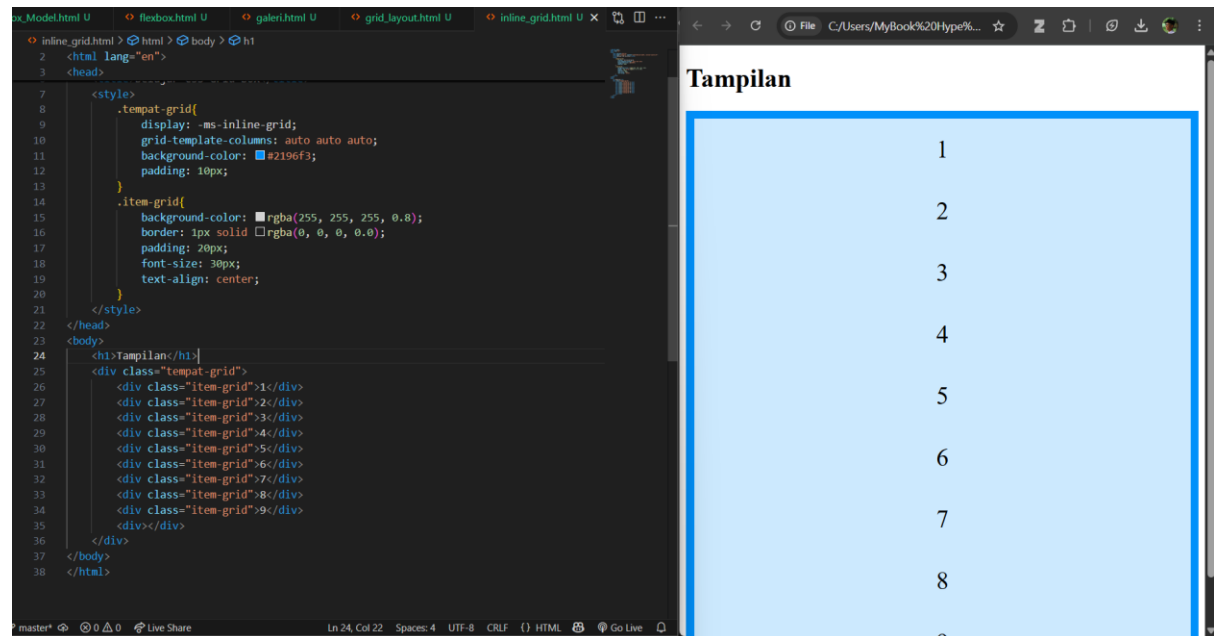 ox_Model.html U flexbox.html U galeri.html U grid_layout.html U inline_grid.html U
inline_grid.html > html > body > h1
2 <html lang="en">
3 <head>
7 <style>
8 .tempat-grid{
9 display: -ms-inline-grid;
10 grid-template-columns: auto auto auto;
11 background-color: #2196f3;
12 padding: 10px;
13 }
14 .item-grid{
15 background-color: rgba(255, 255, 255, 0.8);
16 border: 1px solid rgba(0, 0, 0, 0.0);
17 padding: 20px;
18 font-size: 30px;
19 text-align: center;
20 }
21 </style>
22 </head>
23 <body>
24 <h1>Tampilan</h1>
25 <div class="tempat-grid">
26 <div class="item-grid">1</div>
27 <div class="item-grid">2</div>
28 <div class="item-grid">3</div>
29 <div class="item-grid">4</div>
30 <div class="item-grid">5</div>
31 <div class="item-grid">6</div>
32 <div class="item-grid">7</div>
33 <div class="item-grid">8</div>
34 <div class="item-grid">9</div>
35 <div></div>
36 </div>
37 </body>
38 </html>
master* 0 0 Live Share Ln 24, Col 22 Spaces: 4 UTF-8 CRLF {} HTML Go Live
File C:/Users/MyBook%20Hype%...
Tampilan
1
2
3
4
5
6
7
8